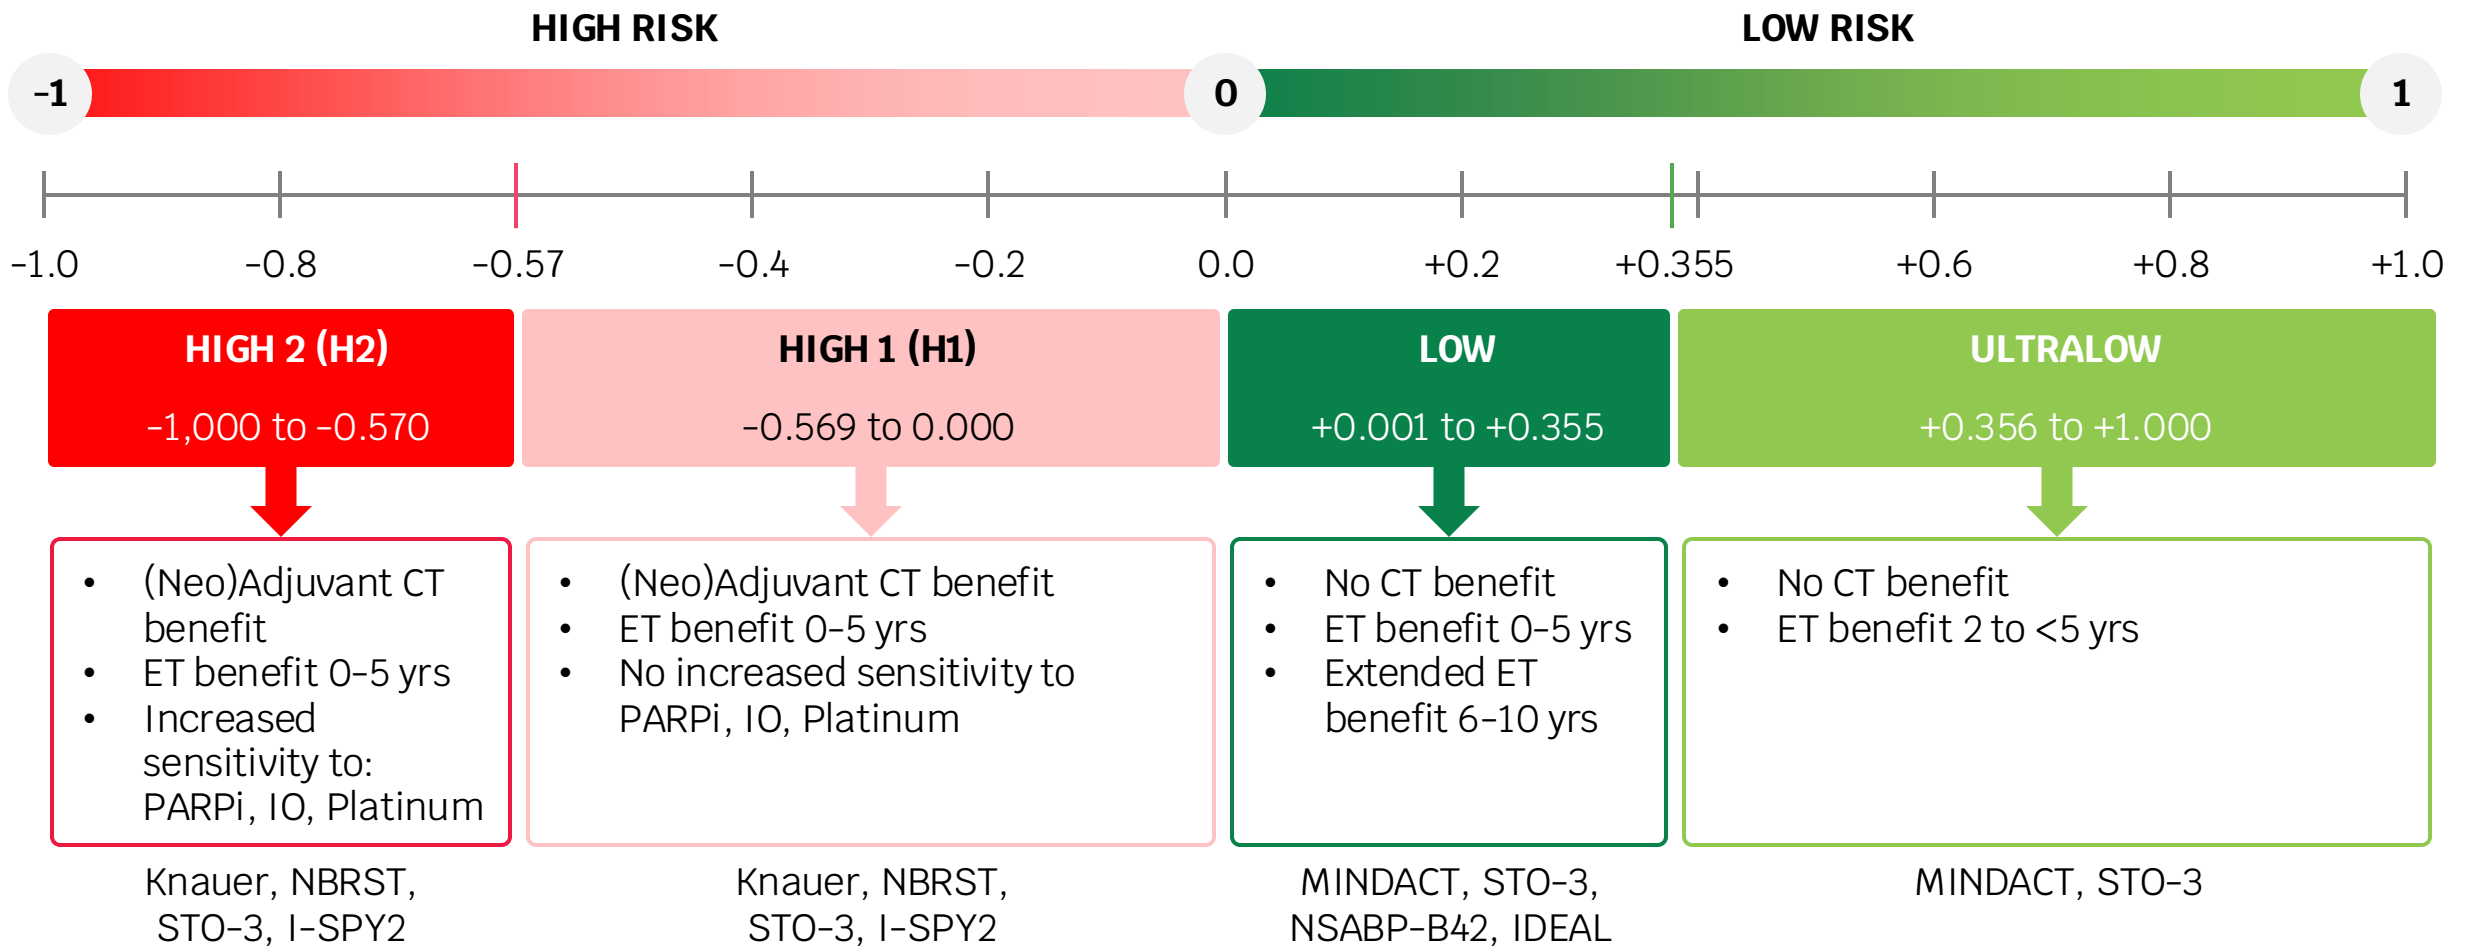 HIGH RISK
LOW RISK
-1
0
1
-1.0
-0.8
-0.57
-0.4
-0.2
0.0
+0.2
+0.355
+0.6
+0.8
+1.0
HIGH 2 (H2)
-1,000 to -0.570
HIGH 1 (H1)
-0.569 to 0.000
LOW
+0.001 to +0.355
ULTRALOW
+0.356 to +1.000
• (Neo)Adjuvant CT
benefit
• ET benefit 0-5 yrs
• Increased
sensitivity to:
PARPi, IO, Platinum
• (Neo)Adjuvant CT benefit
• ET benefit 0-5 yrs
• No increased sensitivity to
PARPi, IO, Platinum
• No CT benefit
• ET benefit 0-5 yrs
• Extended ET
benefit 6-10 yrs
• No CT benefit
• ET benefit 2 to <5 yrs
Knauer, NBRST,
STO-3, I-SPY2
Knauer, NBRST,
STO-3, I-SPY2
MINDACT, STO-3,
NSABP-B42, IDEAL
MINDACT, STO-3